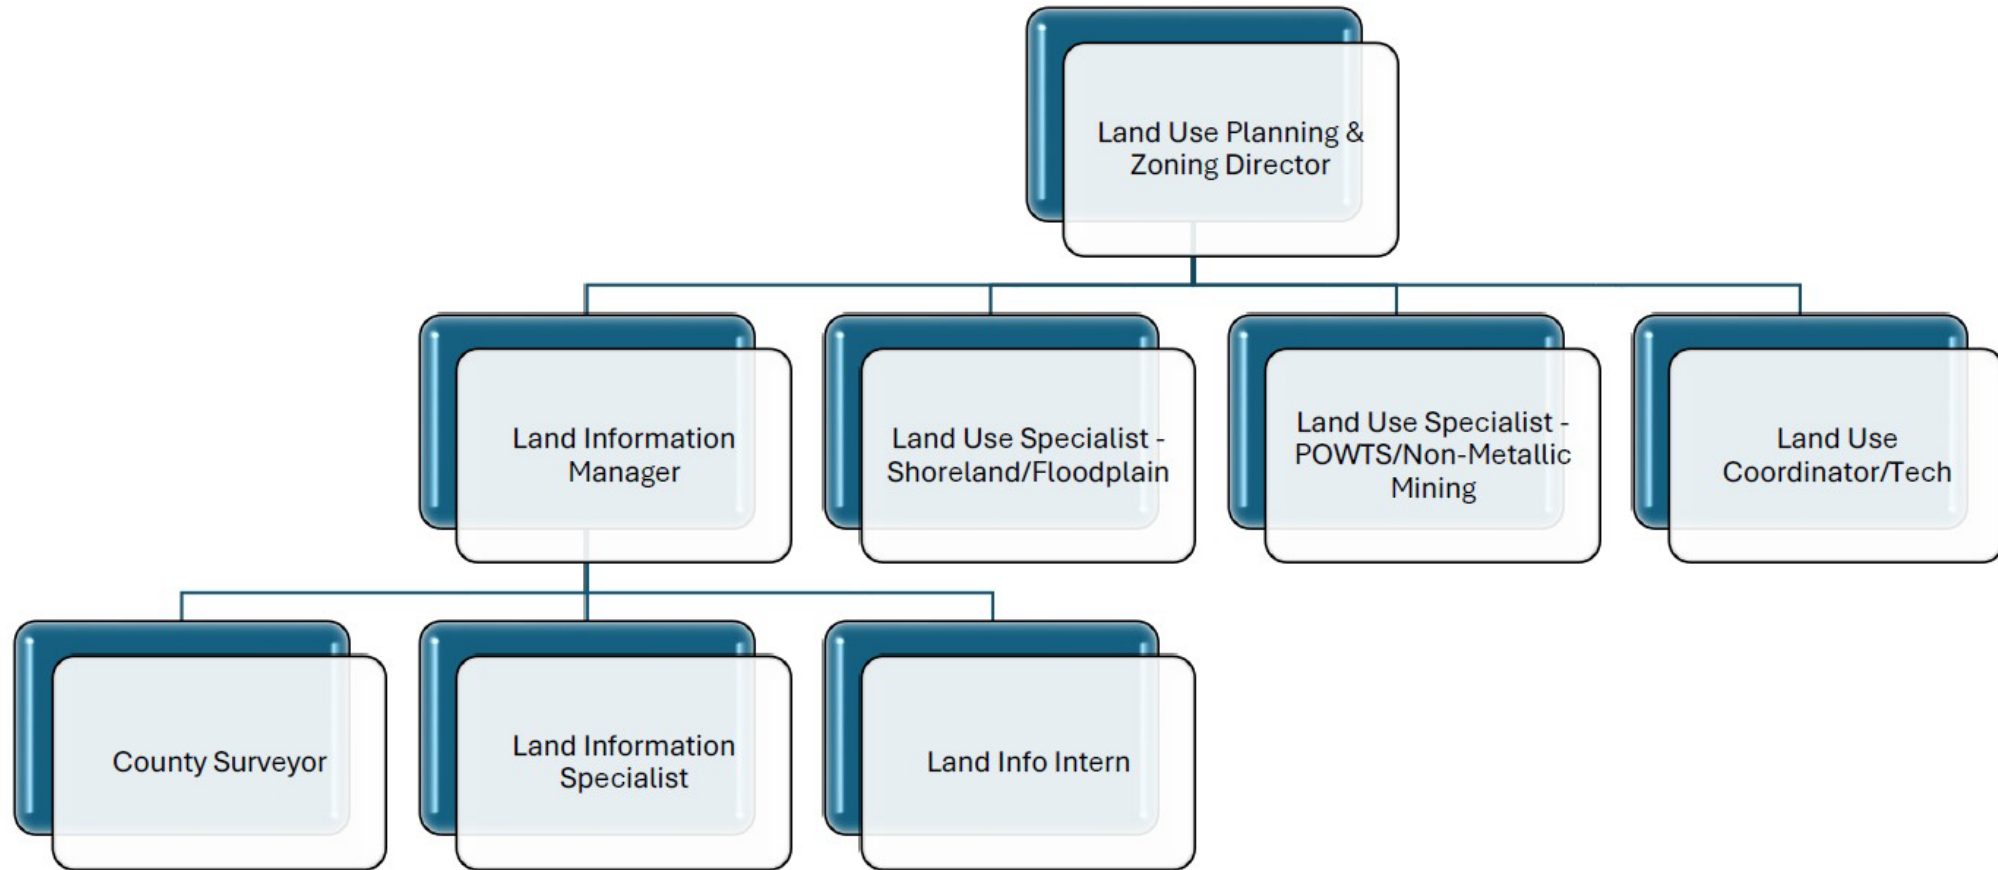 Land Use Planning &
Zoning Director
Land Information
Manager
Land Use Specialist -
Shoreland/Floodplain
Land Use Specialist -
POWTS/Non-Metallic
Mining
Land Use
Coordinator/Tech
County Surveyor
Land Information
Specialist
Land Info Intern